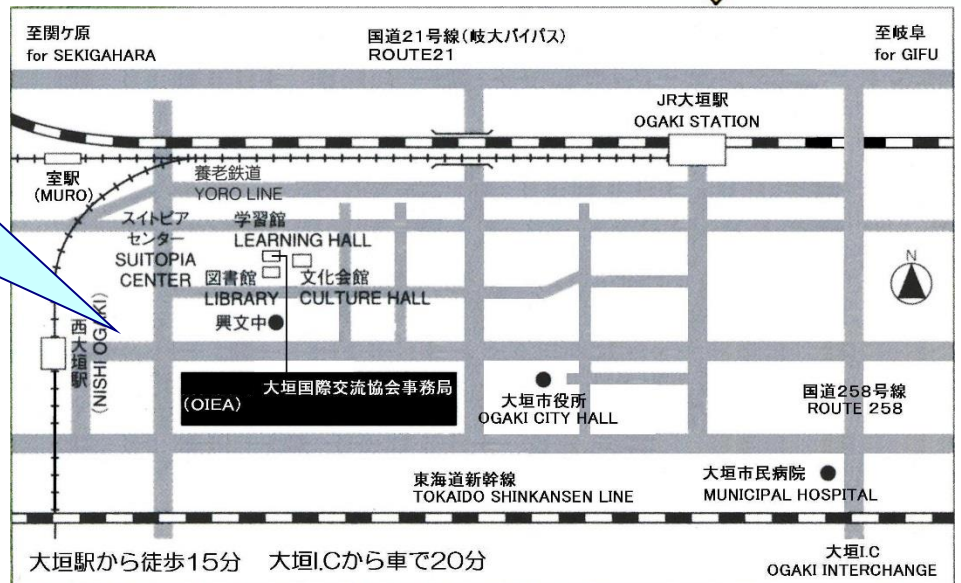 至関ケ原
for SEKIGAHARA
国道21号線(岐大バイパス)
ROUTE21
至岐阜
for GIFU
JR大垣駅
OGAKI STATION
室駅
(MURO)
養老鉄道
YORO LINE
スイトピア
センター
SUITOPIA
CENTER
学習館
LEARNING HALL
図書館
LIBRARY
文化会館
CULTURE HALL
N
興文中
西大垣駅
(NISHI OGAKI)
大垣国際交流協会事務局
(OIEA)
大垣市役所
OGAKI CITY HALL
国道258号線
ROUTE 258
東海道新幹線
TOKAIDO SHINKANSEN LINE
大垣市民病院
MUNICIPAL HOSPITAL
大垣駅から徒歩15分 大垣I.Cから車で20分
大垣I.C
OGAKI INTERCHANGE